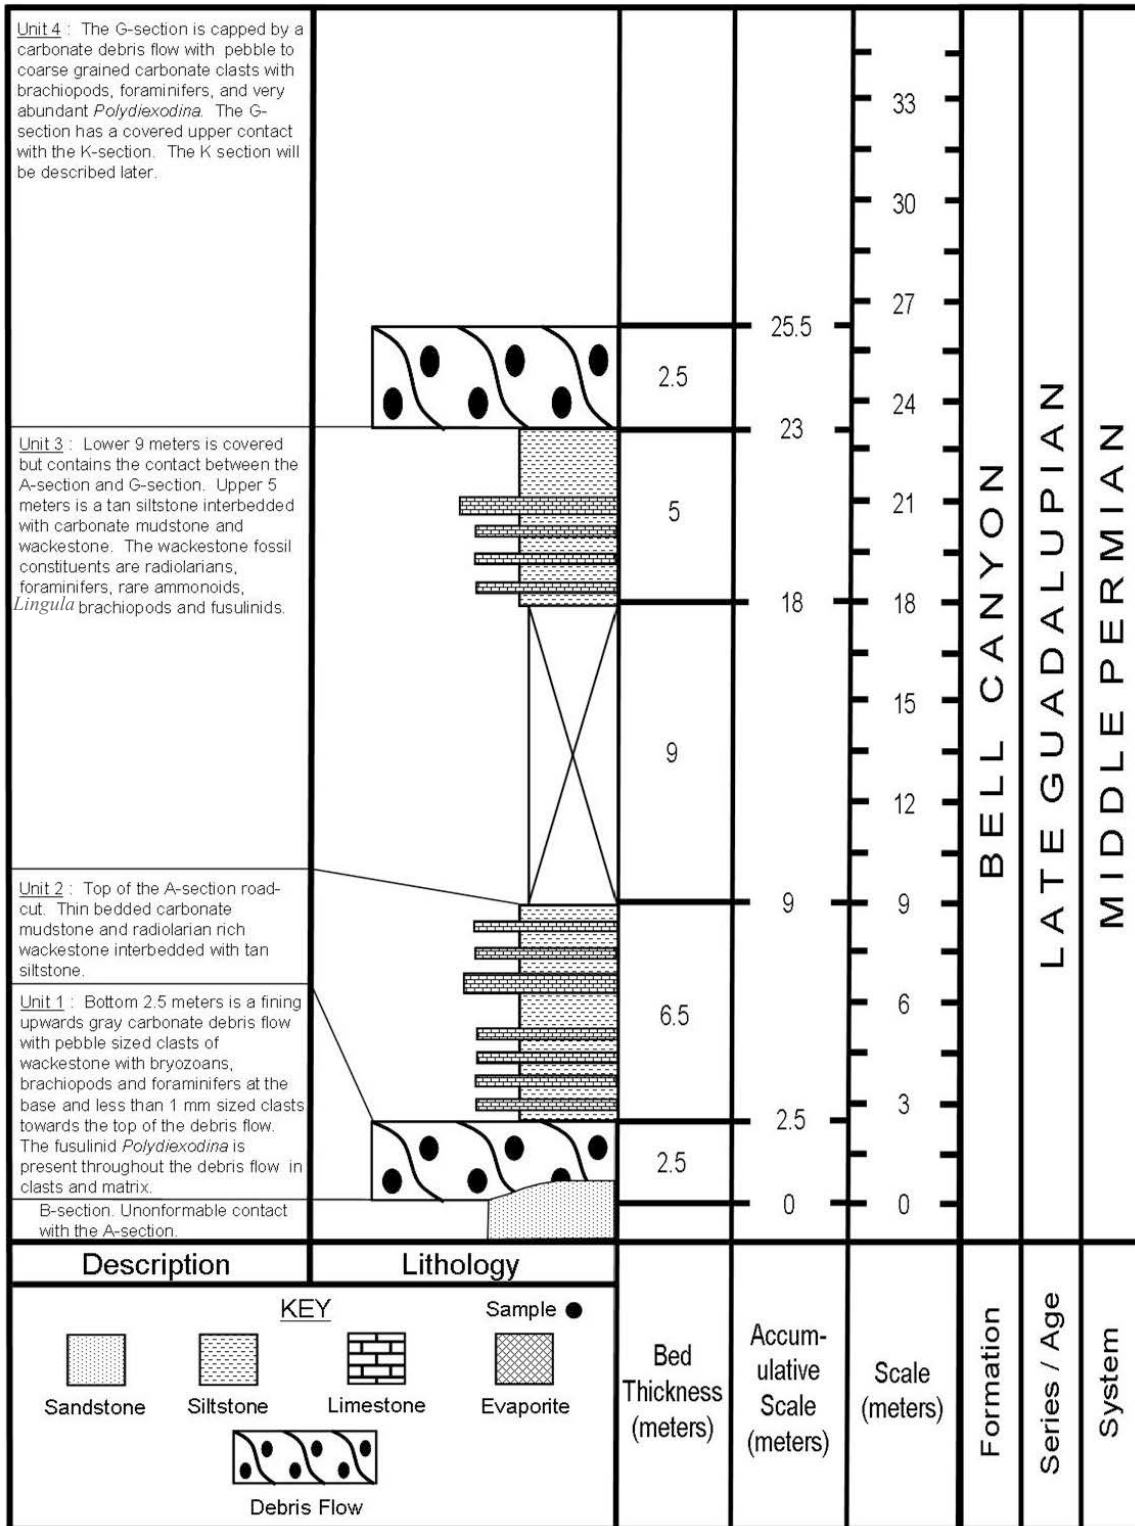 Unit 4 : The G-section is capped by a
carbonate debris flow with pebble to
coarse grained carbonate clasts with
brachiopods, foraminifers, and very
abundant Polydiexodina. The G-
section has a covered upper contact
with the K-section. The K section will
be described later.
Unit 3 : Lower 9 meters is covered
but contains the contact between the
A-section and G-section. Upper 5
meters is a tan siltstone interbedded
with carbonate mudstone and
wackestone. The wackestone fossil
constituents are radiolarians,
foraminifers, rare ammonoids,
Lingula brachiopods and fusulinids.
Unit 2 : Top of the A-section road-
cut. Thin bedded carbonate
mudstone and radiolarian rich
wackestone interbedded with tan
siltstone.
Unit 1 : Bottom 2.5 meters is a fining
upwards gray carbonate debris flow
with pebble sized clasts of
wackestone with bryozoans,
brachiopods and foraminifers at the
base and less than 1 mm sized clasts
towards the top of the debris flow.
The fusulinid Polydiexodina is
present throughout the debris flow in
clasts and matrix.
B-section. Unonformable contact
with the A-section.
2.5
5
9
6.5
2.5
25.5
23
18
9
2.5
0
33
30
27
24
21
18
15
12
9
6
3
0
BELL CANYON
LATE GUADALUPIAN
MIDDLE PERMIAN
Description
Lithology
KEY
Sample
Sandstone
Siltstone
Limestone
Evaporite
Debris Flow
Bed
Thickness
(meters)
Accum-
ulative
Scale
(meters)
Scale
(meters)
Formation
Series / Age
System